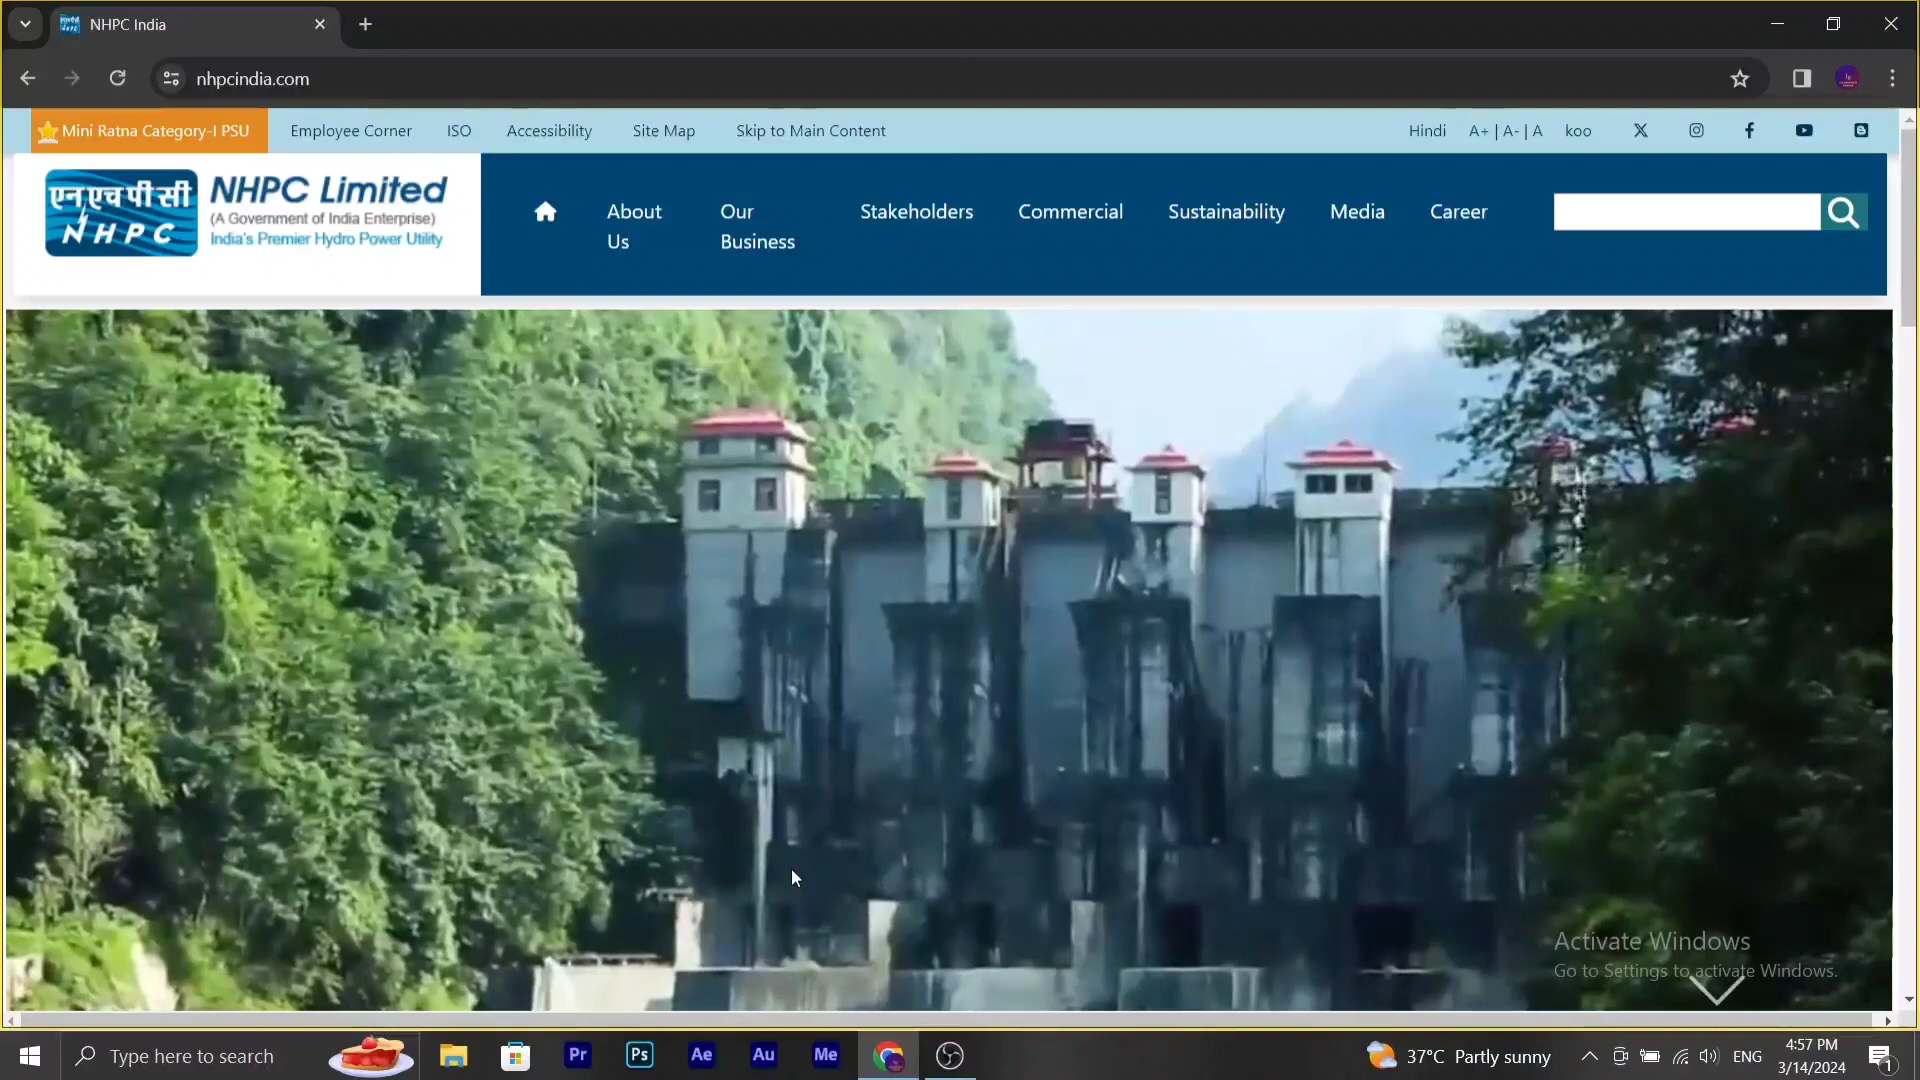 NHPC India
nhpcindia.com
Mini Ratna Category-I PSU Employee Corner ISO Accessibility Site Map Skip to Main Content Hindi A+ | A- | A koo
एनएचपीसी
NHPC
NHPC Limited
(A Government of India Enterprise)
India's Premier Hydro Power Utility
About Us
Our Business
Stakeholders
Commercial
Sustainability
Media
Career
Activate Windows
Go to Settings to activate Windows.
Type here to search
Pr
Ps
Ae
Au
Me
37°C Partly sunny
ENG
4:57 PM
3/14/2024
1